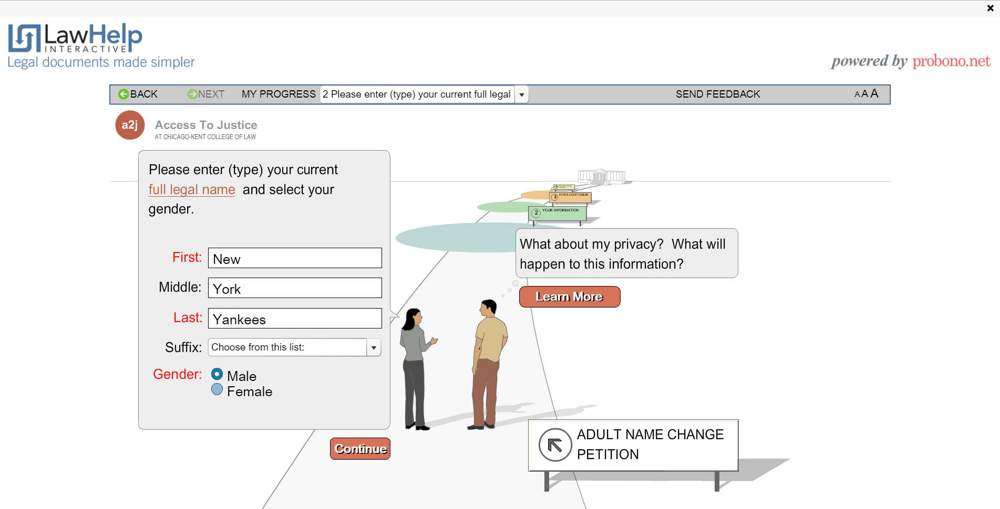 LawHelp
INTERACTIVE
Legal documents made simpler
powered by probono.net
BACK NEXT MY PROGRESS 2 Please enter (type) your current full legal SEND FEEDBACK A A A
a2j Access To Justice
AT CHICAGO-KENT COLLEGE OF LAW
Please enter (type) your current
full legal name and select your
gender.
First: New
Middle: York
Last: Yankees
Suffix: Choose from this list:
Gender: Male
Female
Continue
3 OTHER COURT CASES
2 YOUR INFORMATION
What about my privacy? What will
happen to this information?
Learn More
ADULT NAME CHANGE
PETITION